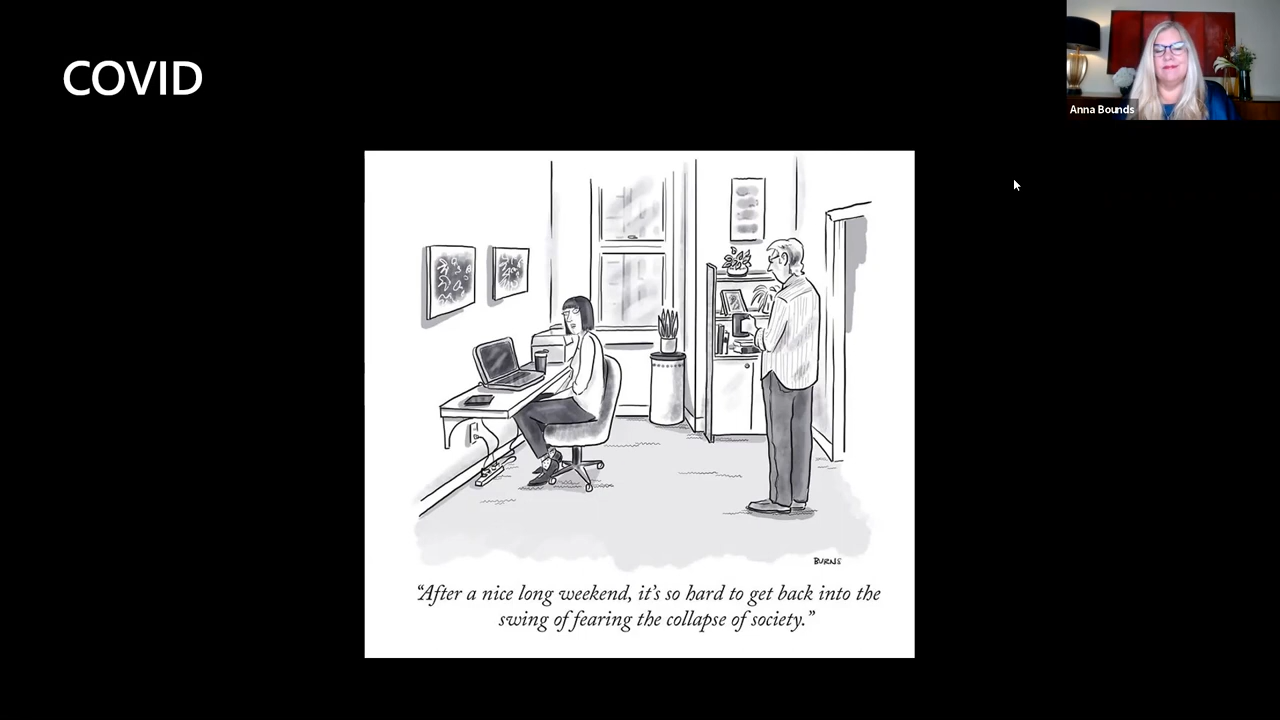 COVID
Anna Bounds
BURNS
“After a nice long weekend, it’s so hard to get back into the
swing of fearing the collapse of society.”